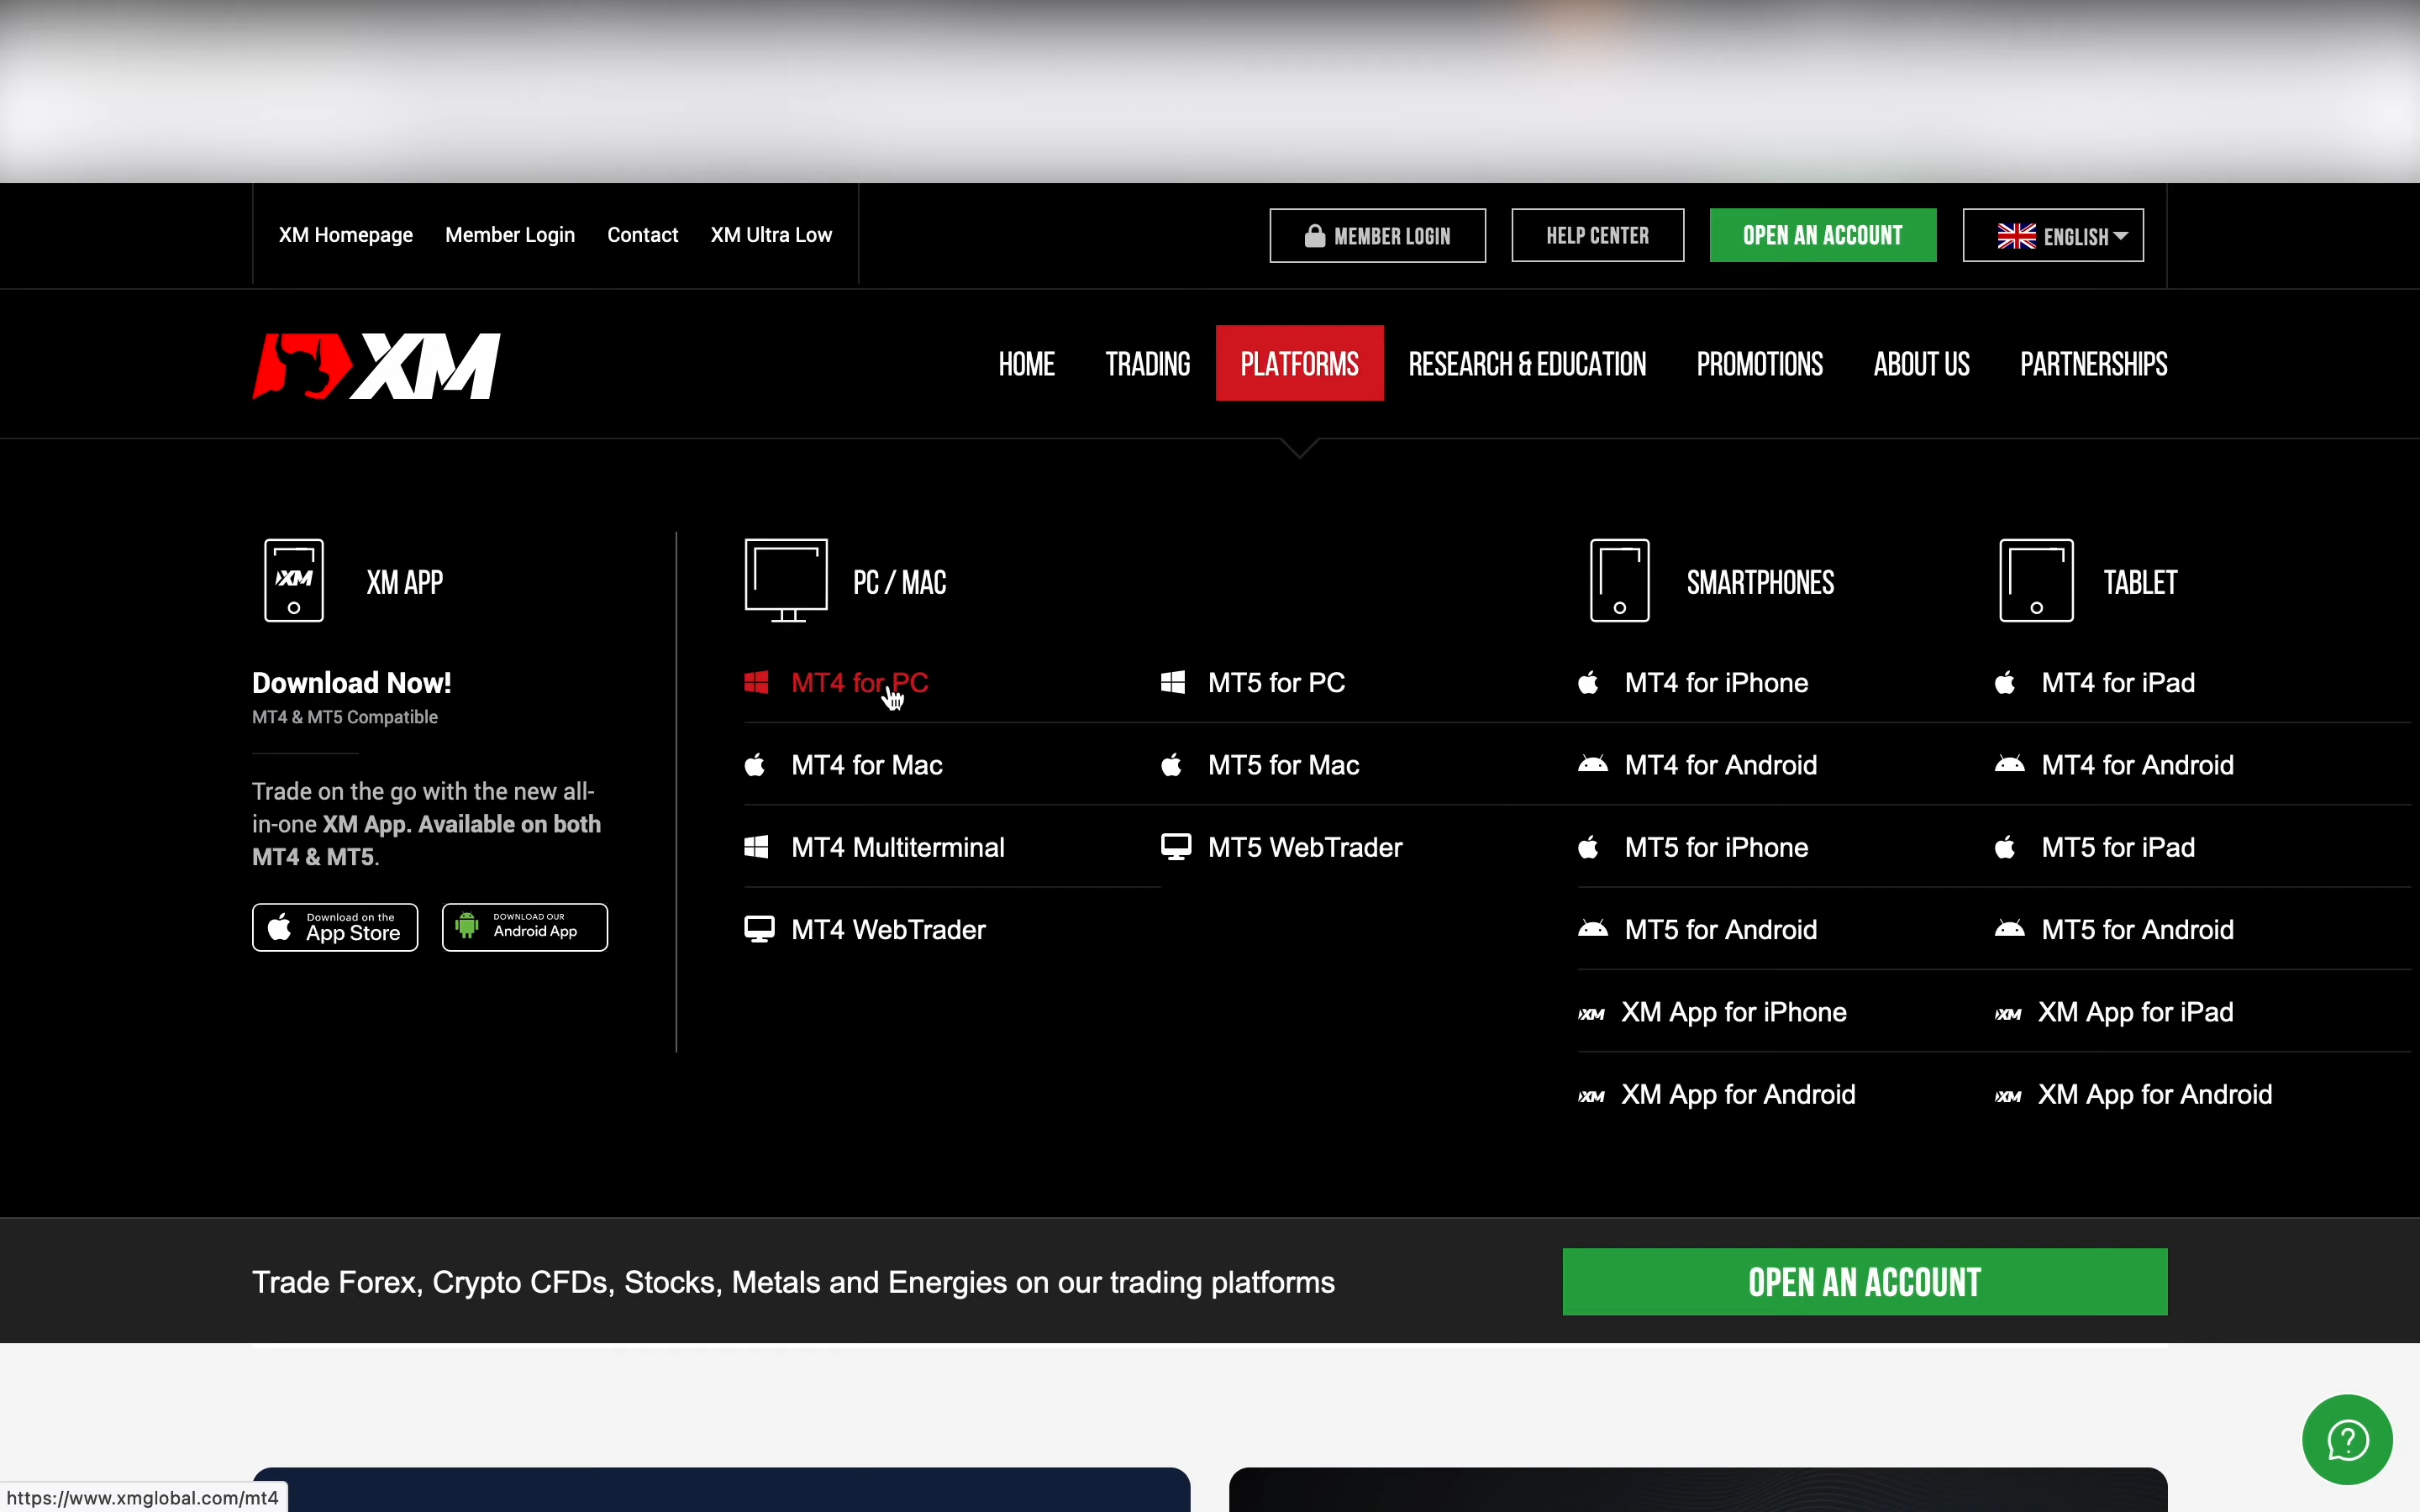 XM Homepage Member Login Contact XM Ultra Low MEMBER LOGIN HELP CENTER OPEN AN ACCOUNT ENGLISH
XM HOME TRADING PLATFORMS RESEARCH & EDUCATION PROMOTIONS ABOUT US PARTNERSHIPS
XM
XM APP
Download Now!
MT4 & MT5 Compatible
Trade on the go with the new all-
in-one XM App. Available on both
MT4 & MT5.
Download on the
App Store
DOWNLOAD OUR
Android App
PC / MAC
MT4 for PC
MT4 for Mac
MT4 Multiterminal
MT4 WebTrader
MT5 for PC
MT5 for Mac
MT5 WebTrader
SMARTPHONES
MT4 for iPhone
MT4 for Android
MT5 for iPhone
MT5 for Android
XM XM App for iPhone
XM XM App for Android
TABLET
MT4 for iPad
MT4 for Android
MT5 for iPad
MT5 for Android
XM XM App for iPad
XM XM App for Android
Trade Forex, Crypto CFDs, Stocks, Metals and Energies on our trading platforms
OPEN AN ACCOUNT
?
https://www.xmglobal.com/mt4